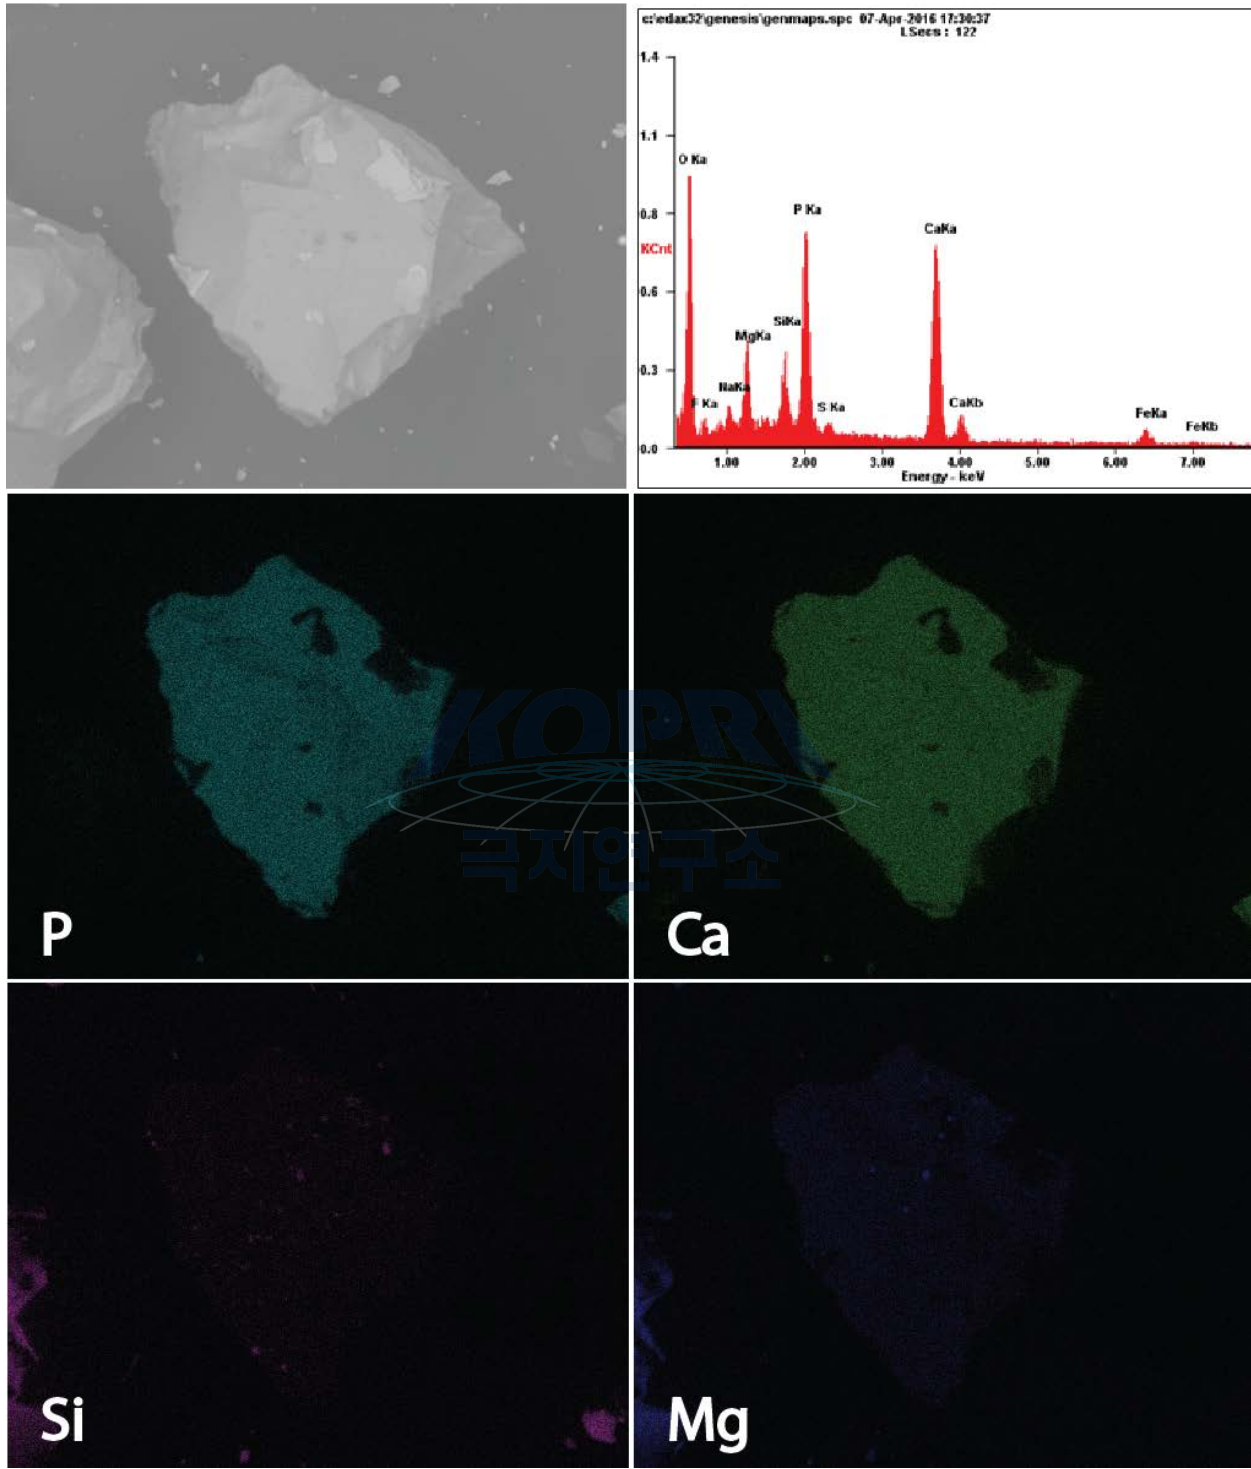 c:\edax32\genesis\genmaps.spc 07-Apr-2016 17:30:37
LSecs : 122
1.4
1.1
0.8
KCnt
0.6
0.3
0.0
O Ka
F Ka
NaKa
MgKa
SiKa
P Ka
S Ka
CaKa
CaKb
FeKa
FeKb
1.00 2.00 3.00 4.00 5.00 6.00 7.00
Energy - keV
KOPRI
극지연구소
P
Ca
Si
Mg